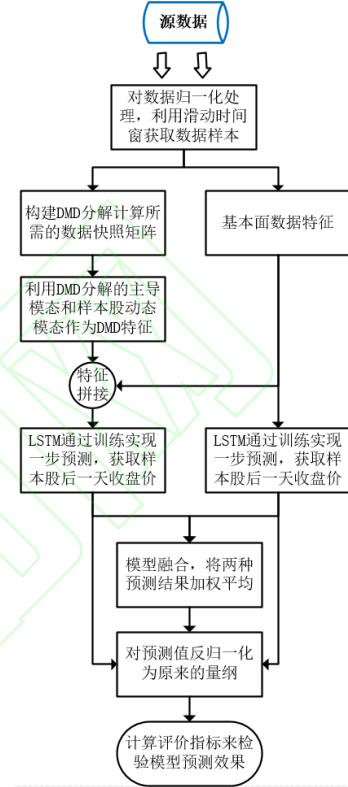 源数据
对数据归一化处
理，利用滑动时间
窗获取数据样本
构建DMD分解计算所
需的数据快照矩阵
基本面数据特征
利用DMD分解的主导
模态和样本股动态
模态作为DMD特征
特征
拼接
LSTM通过训练实现
一步预测，获取样
本股后一天收盘价
LSTM通过训练实现
一步预测，获取样
本股后一天收盘价
模型融合，将两种
预测结果加权平均
对预测值反归一化
为原来的量纲
计算评价指标来检
验模型预测效果